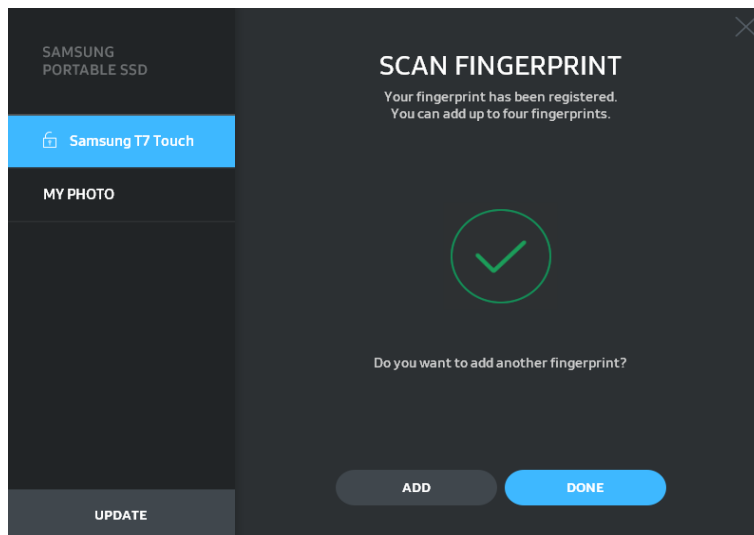 SAMSUNG
PORTABLE SSD
Samsung T7 Touch
MY PHOTO
UPDATE
SCAN FINGERPRINT
Your fingerprint has been registered.
You can add up to four fingerprints.
Do you want to add another fingerprint?
ADD
DONE